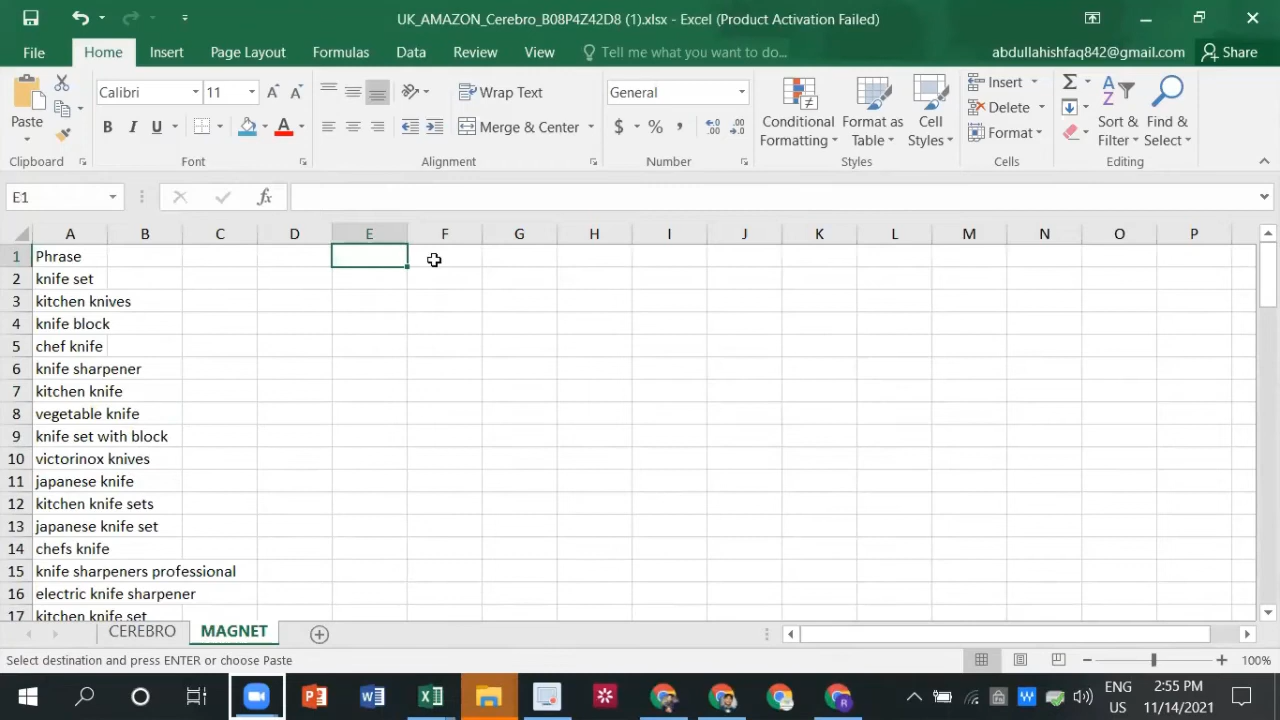 UK_AMAZON_Cerebro_B08P4Z42D8 (1).xlsx - Excel (Product Activation Failed)
File Home Insert Page Layout Formulas Data Review View Tell me what you want to do... abdullahishfaq842@gmail.com Share
Calibri 11 Wrap Text General Insert
Paste B I U Merge & Center $ % , Conditional Formatting Format as Table Cell Styles Delete Format Sort & Filter Find & Select
Clipboard Font Alignment Number Styles Cells Editing
E1 fx
A B C D E F G H I J K L M N O P
1 Phrase
2 knife set
3 kitchen knives
4 knife block
5 chef knife
6 knife sharpener
7 kitchen knife
8 vegetable knife
9 knife set with block
10 victorinox knives
11 japanese knife
12 kitchen knife sets
13 japanese knife set
14 chefs knife
15 knife sharpeners professional
16 electric knife sharpener
17 kitchen knife set
CEREBRO MAGNET
Select destination and press ENTER or choose Paste 100%
ENG 2:55 PM
US 11/14/2021